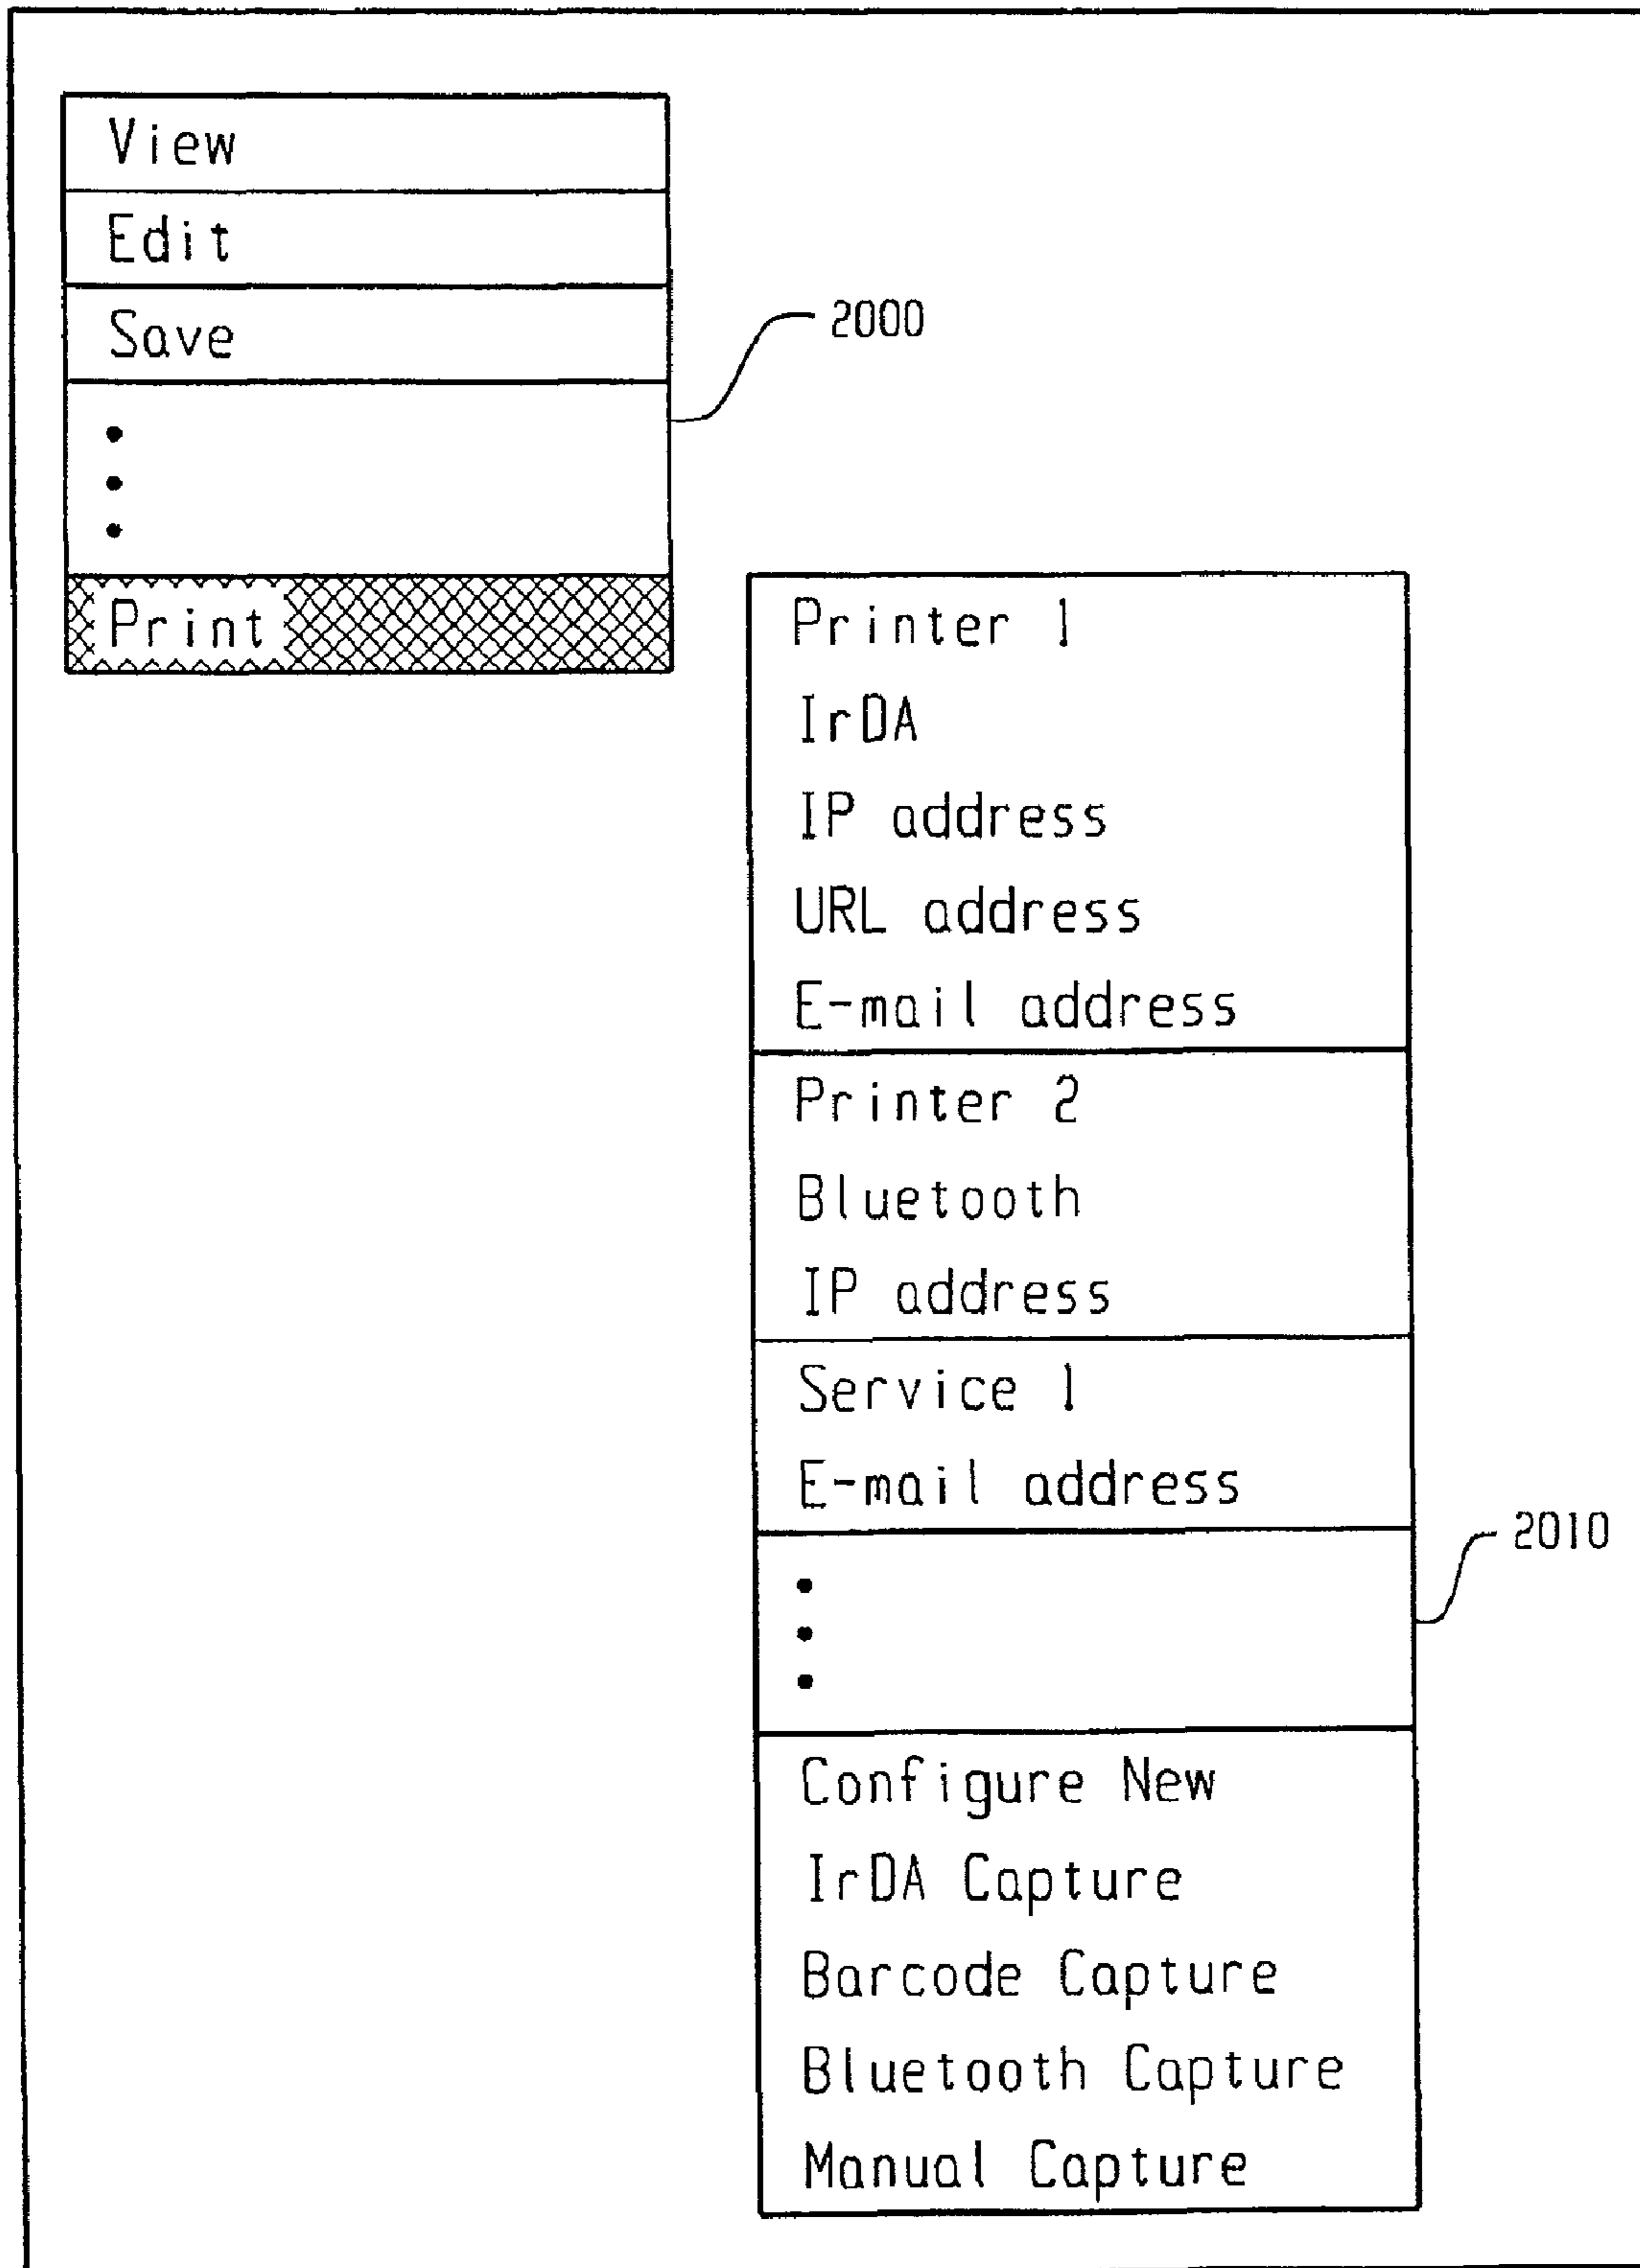 View
Edit
Save
2000
Print
Printer 1
IrDA
IP address
URL address
E-mail address
Printer 2
Bluetooth
IP address
Service 1
E-mail address
2010
Configure New
IrDA Capture
Barcode Capture
Bluetooth Capture
Manual Capture